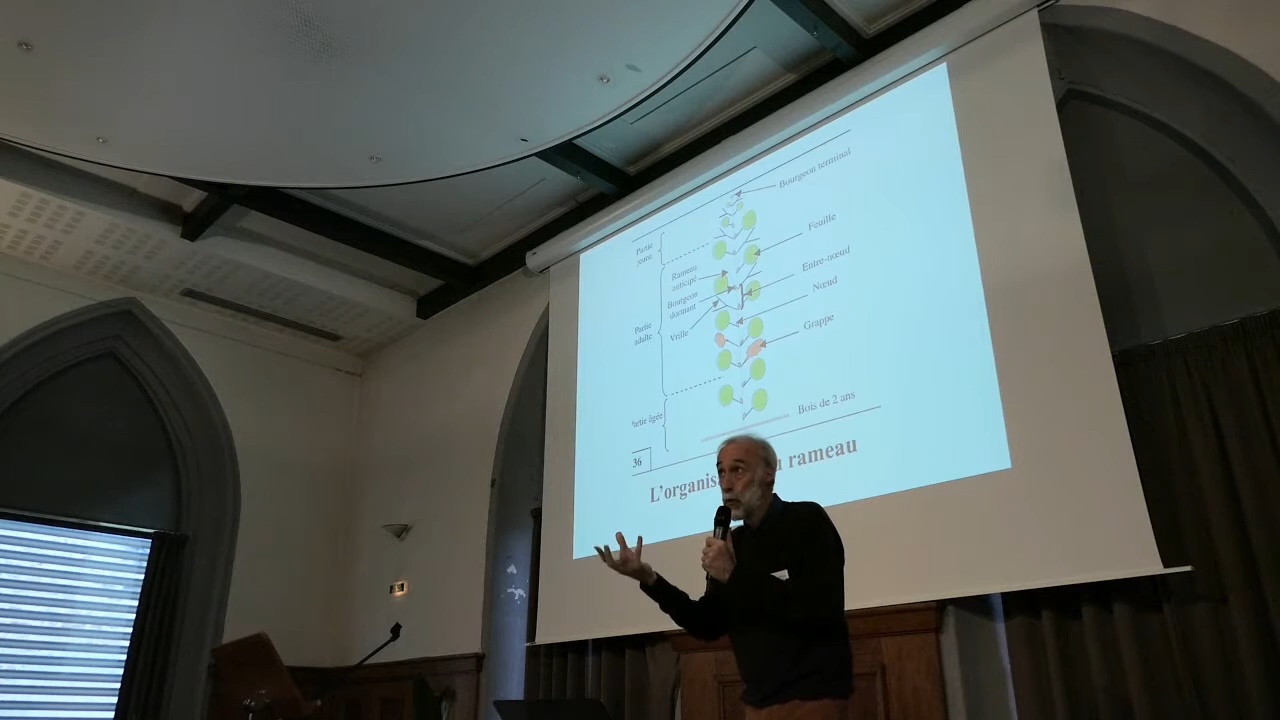 Bourgeon terminal
Partie
jeune
Feuille
Rameau
anticipé
Entre-nœud
Bourgeon
dormant
Nœud
Partie
adulte
Vrille
Grappe
Partie âgée
Bois de 2 ans
36
L'organis rameau